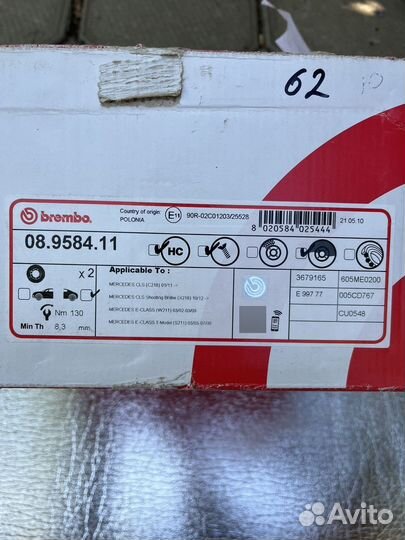 62
brembo.
Country of origin
POLONIA
E11
90R-02C01203/25528
8 020584 025444
21 05 10
08.9584.11
HC
x 2
Applicable To :
MERCEDES CLS (C218) 01/11 ->
MERCEDES CLS Shooting Brake (X218) 10/12 ->
MERCEDES E-CLASS (W211) 03/02-03/09
MERCEDES E-CLASS T-Model (S211) 03/03-07/09
Nm 130
Min Th 8,3 mm.
3679165 605ME0200
E 997 77 005CD767
CU0548
Avito